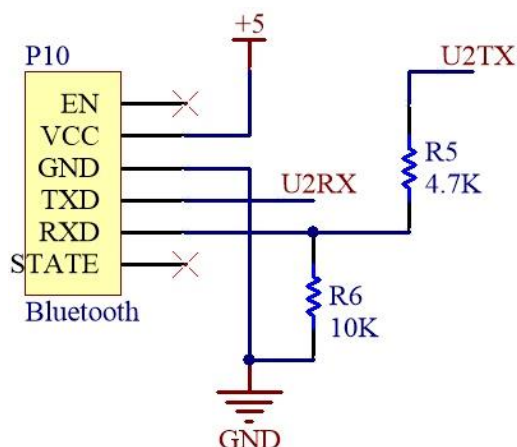 +5
P10
U2TX
EN
VCC
GND
TXD
U2RX
RXD
STATE
R5
4.7K
Bluetooth
R6
10K
GND